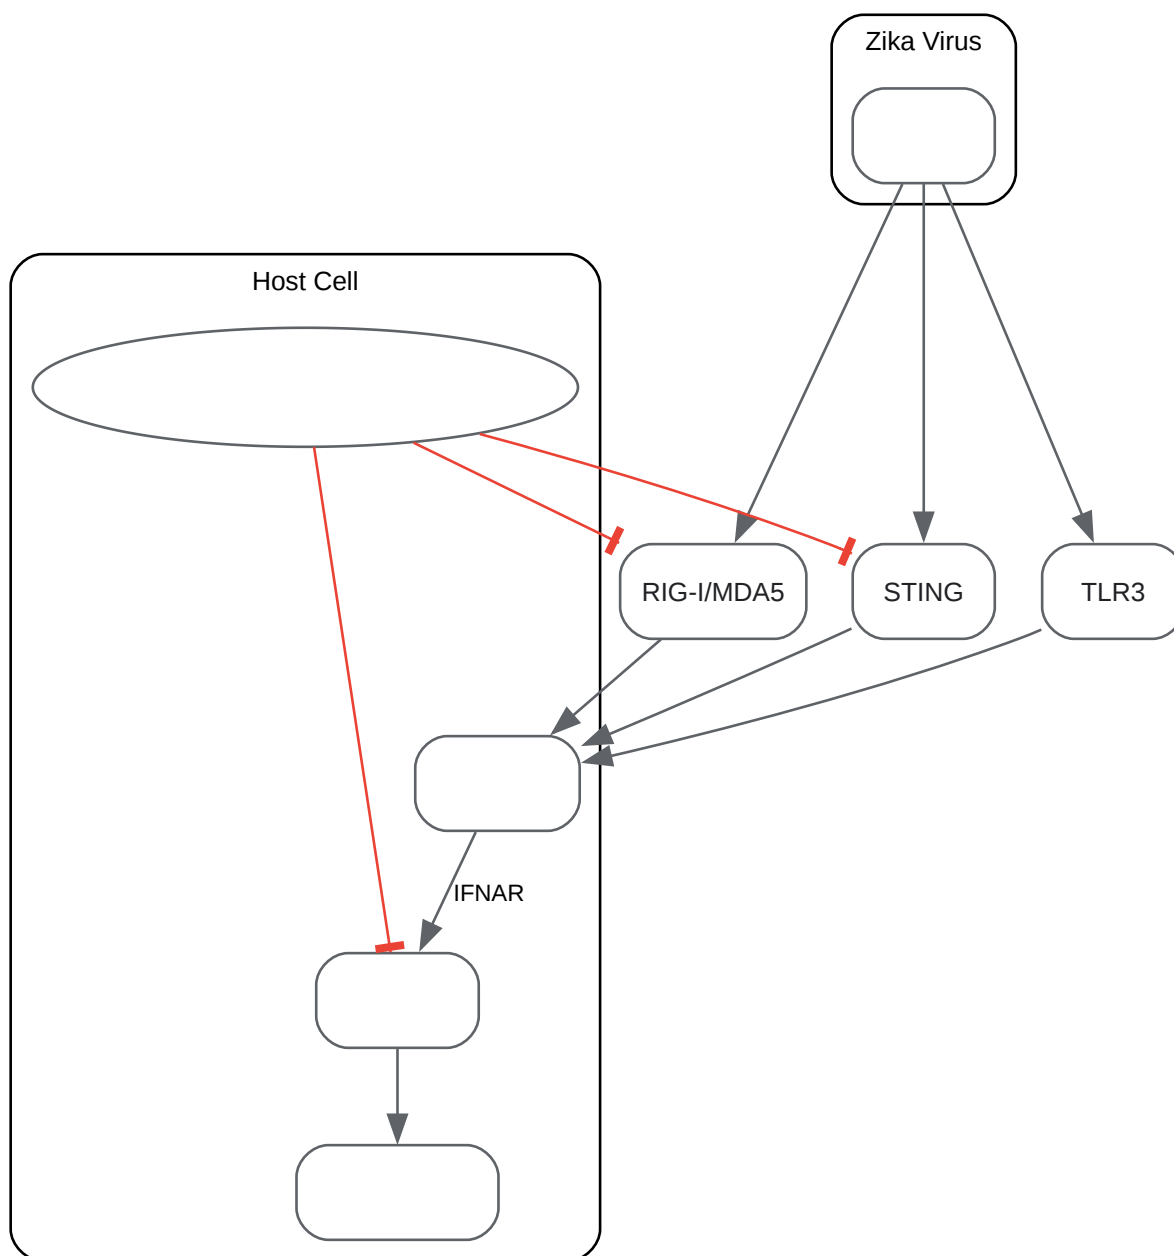 Zika Virus
Host Cell
RIG-I/MDA5
STING
TLR3
IFNAR